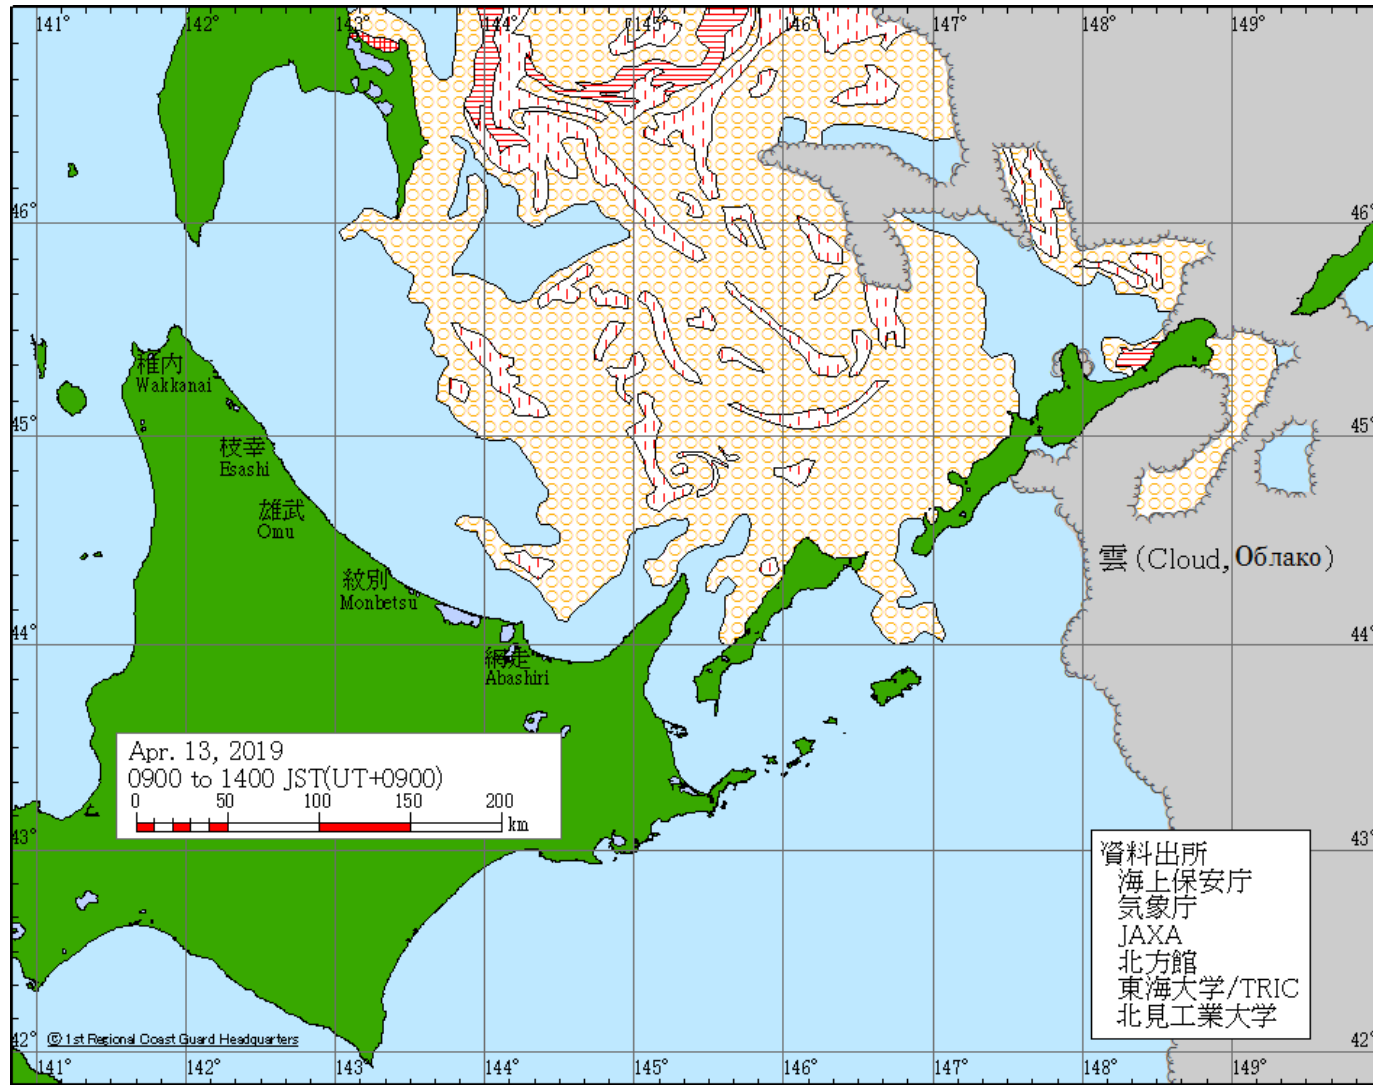 141° 142° 143° 144° 145° 146° 147° 148° 149°
46° 46°
稚内
Wakkanai
45° 45°
枝幸
Esashi
雄武
Omu
雲(Cloud,Облако)
紋別
Monbetsu
44° 44°
網走
Abashiri
Apr. 13, 2019
0900 to 1400 JST(UT+0900)
0 50 100 150 200
km
43° 43°
資料出所
海上保安庁
気象庁
JAXA
北方館
東海大学/TRIC
北見工業大学
42° 42°
© 1st Regional Coast Guard Headquarters
141° 142° 143° 144° 145° 146° 147° 148° 149°